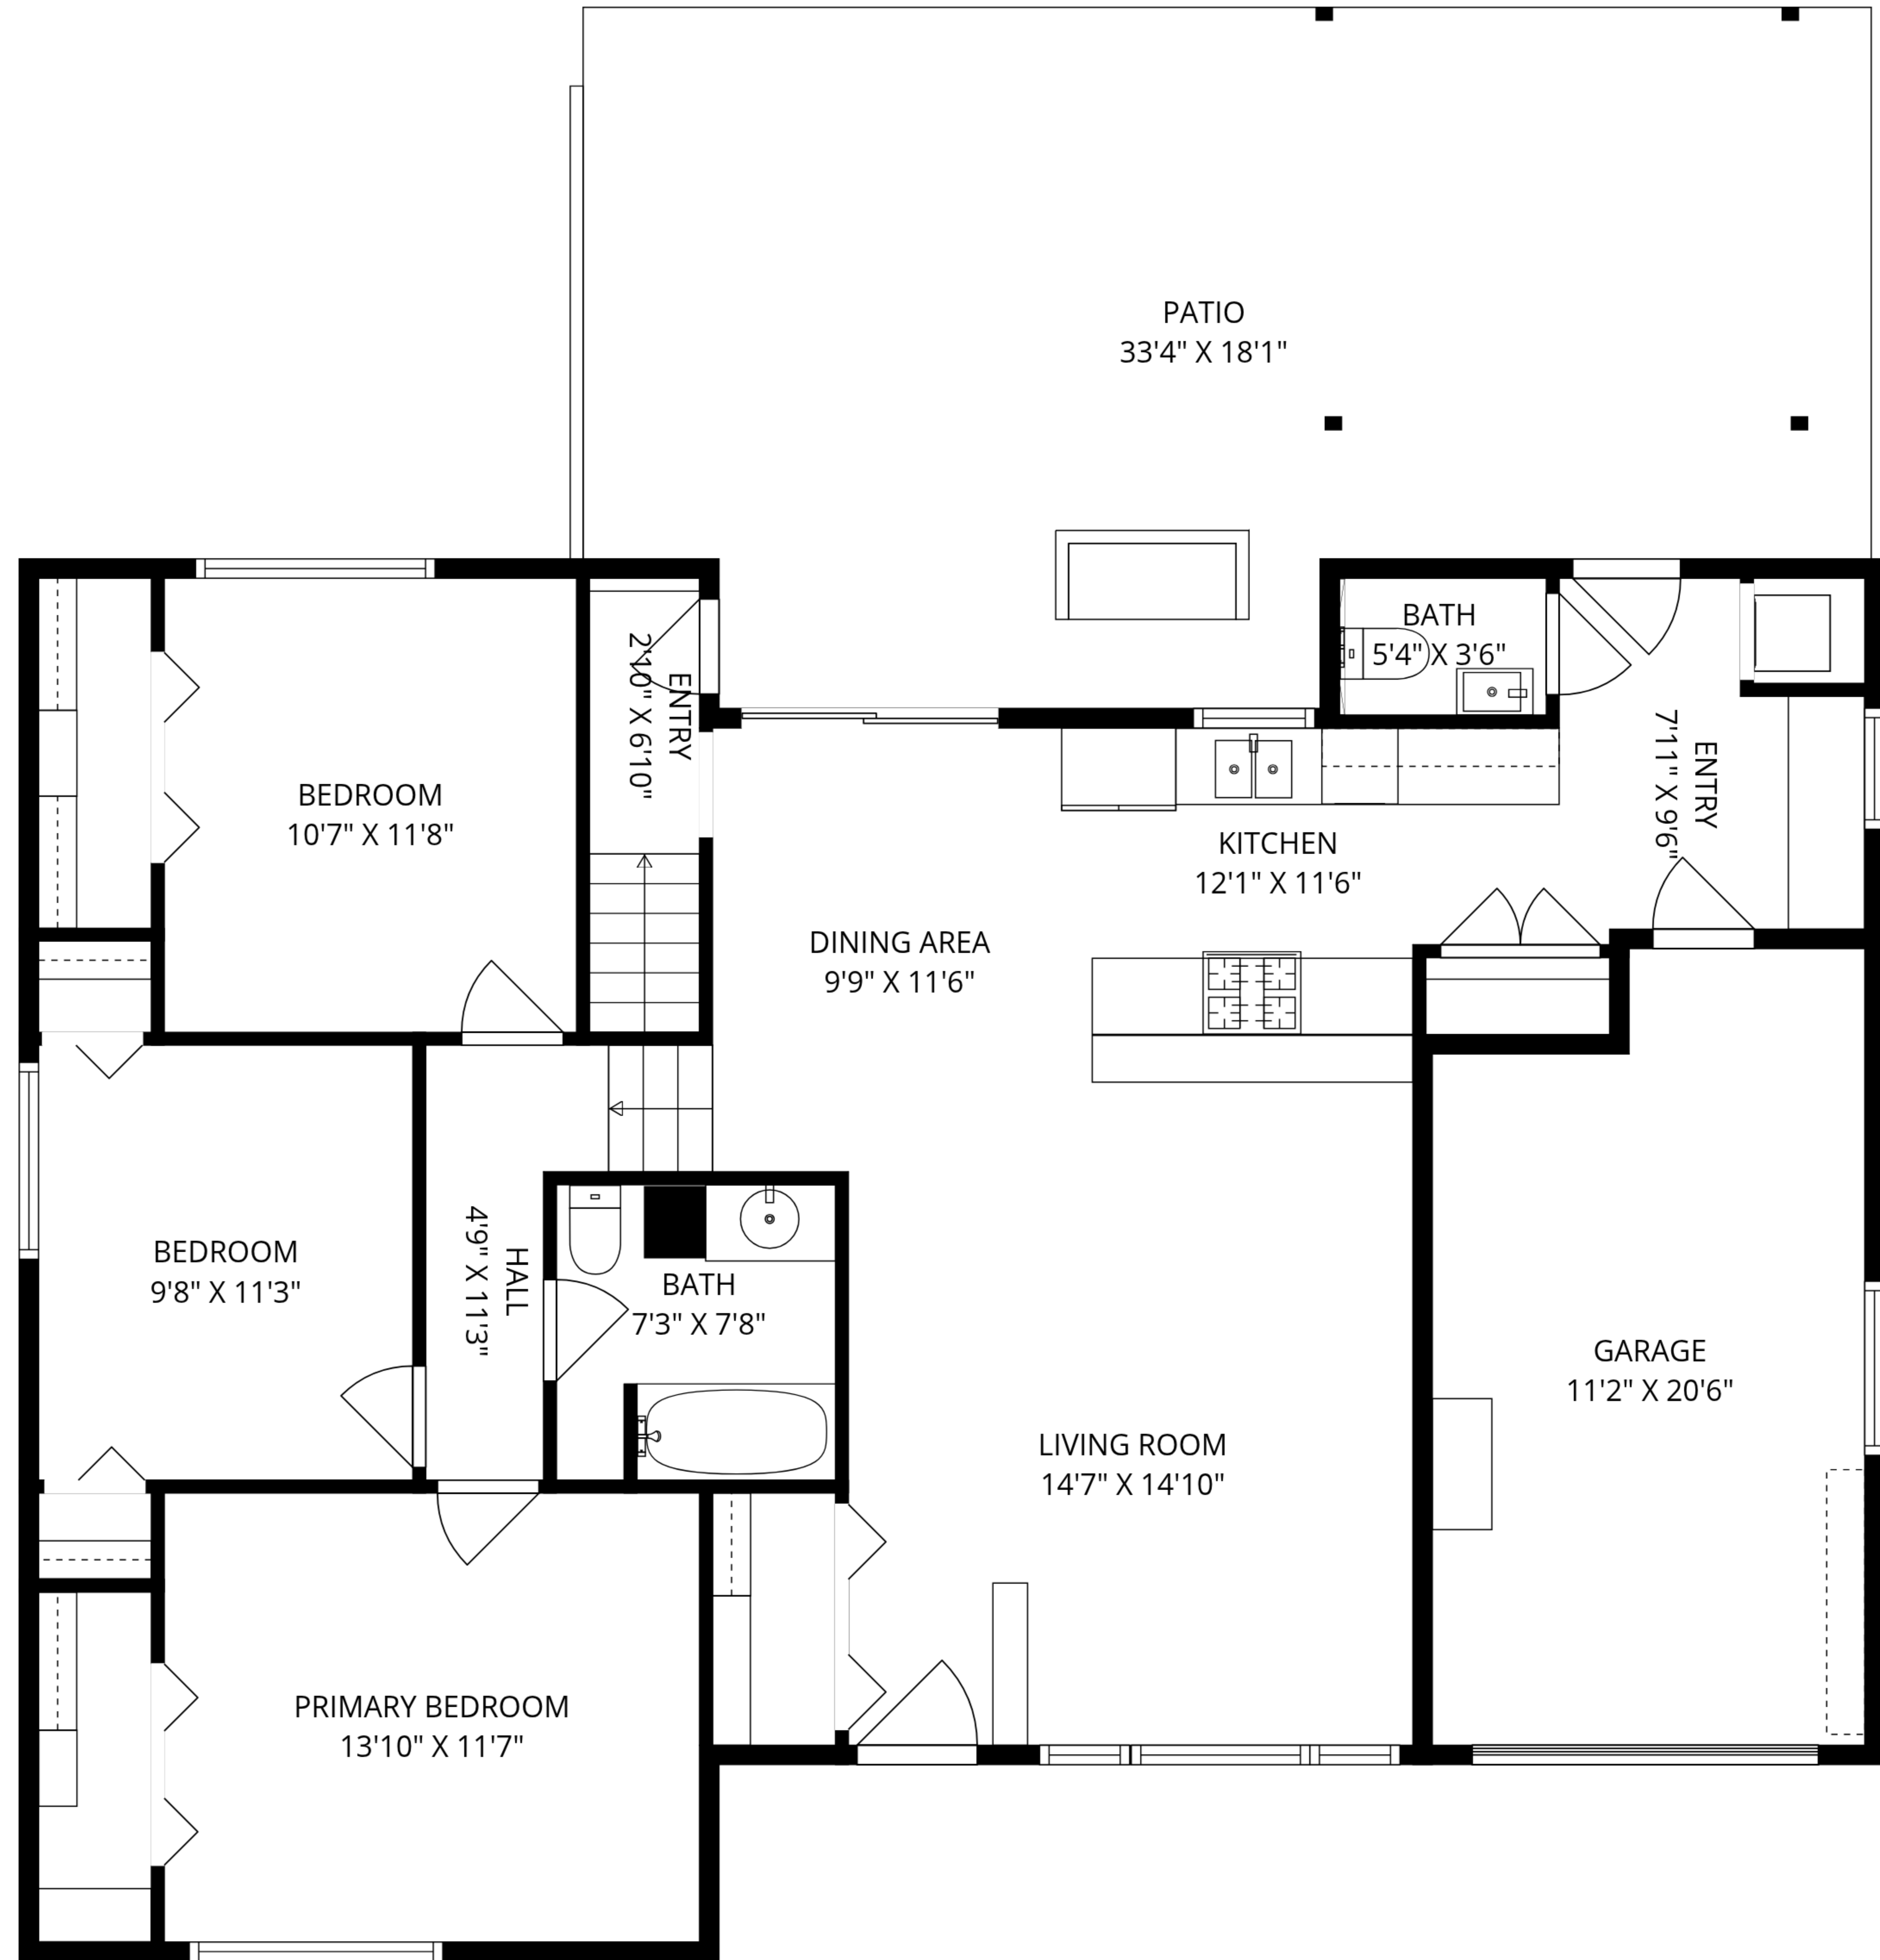 PATIO
33'4" X 18'1"
BATH
5'4" X 3'6"
ENTRY
2'10" X 6'10"
ENTRY
7'11" X 9'6"
BEDROOM
10'7" X 11'8"
KITCHEN
12'1" X 11'6"
DINING AREA
9'9" X 11'6"
BEDROOM
9'8" X 11'3"
HALL
4'9" X 11'3"
BATH
7'3" X 7'8"
GARAGE
11'2" X 20'6"
LIVING ROOM
14'7" X 14'10"
PRIMARY BEDROOM
13'10" X 11'7"